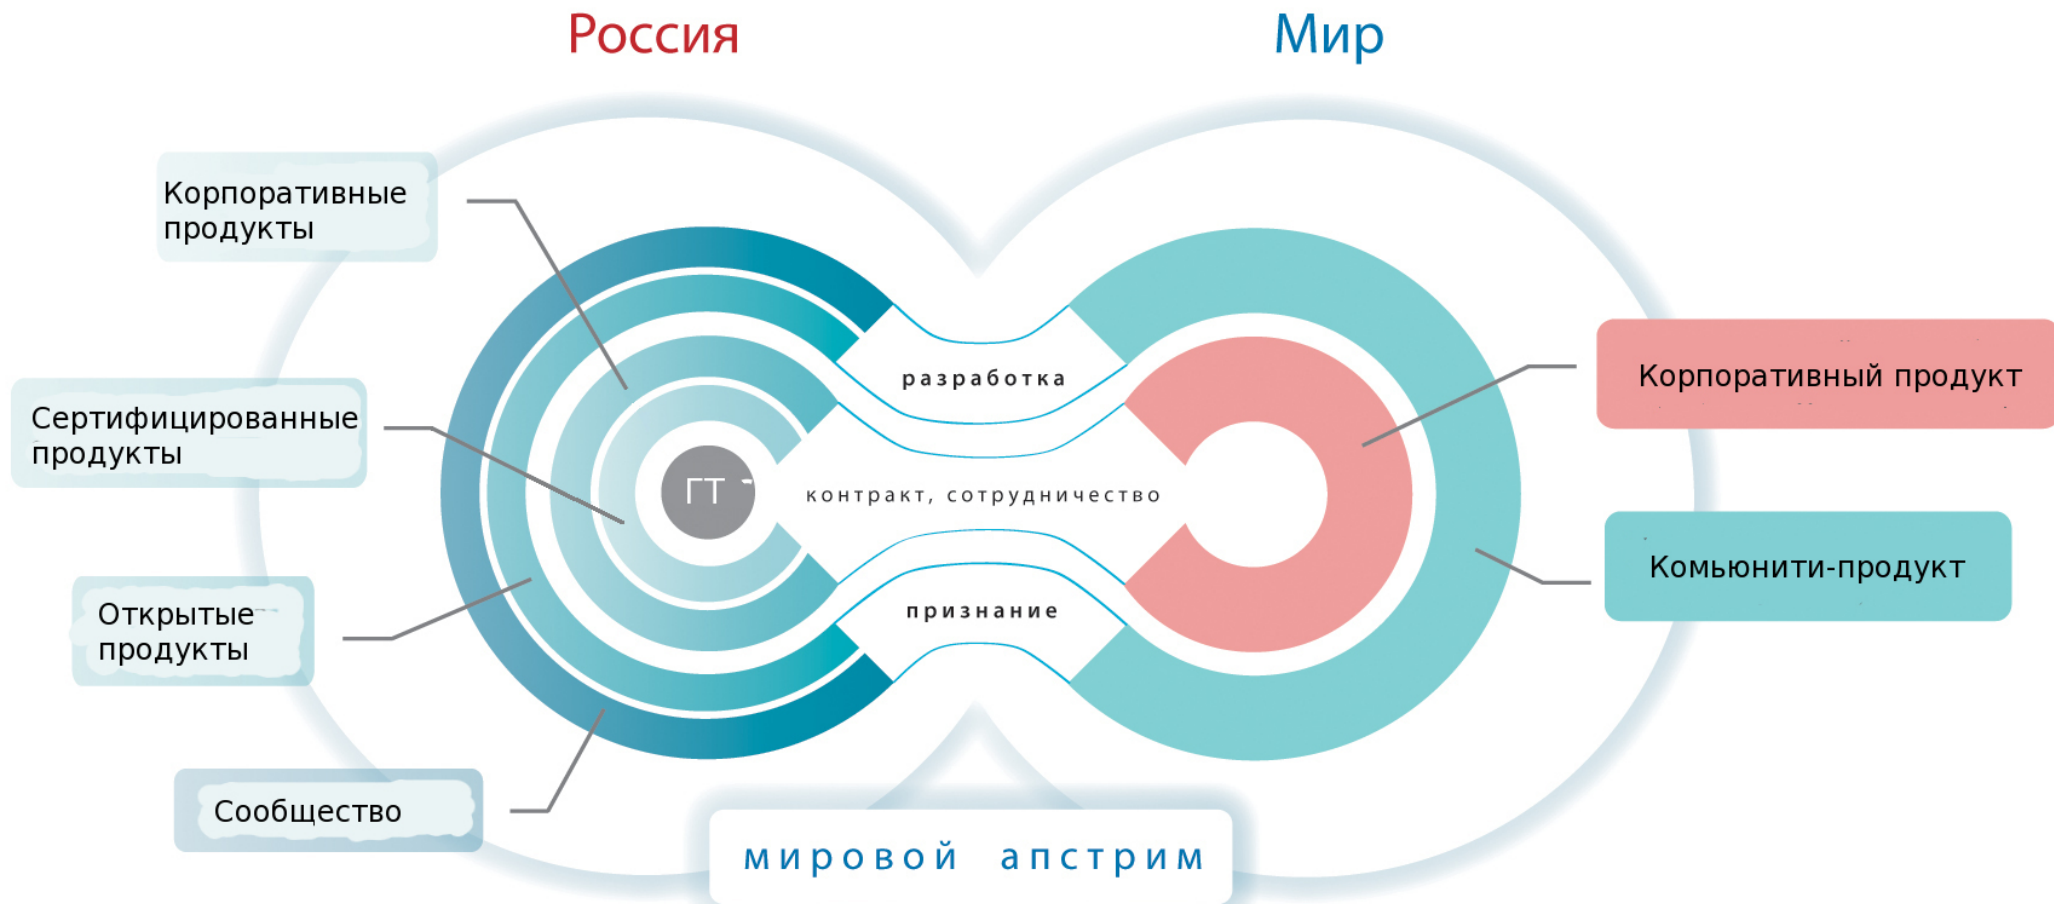 Россия
Мир
Корпоративные
продукты
Сертифицированные
продукты
Открытые
продукты
Сообщество
ГТ
разработка
контракт, сотрудничество
признание
Корпоративный продукт
Комьюнити-продукт
мировой апстрим